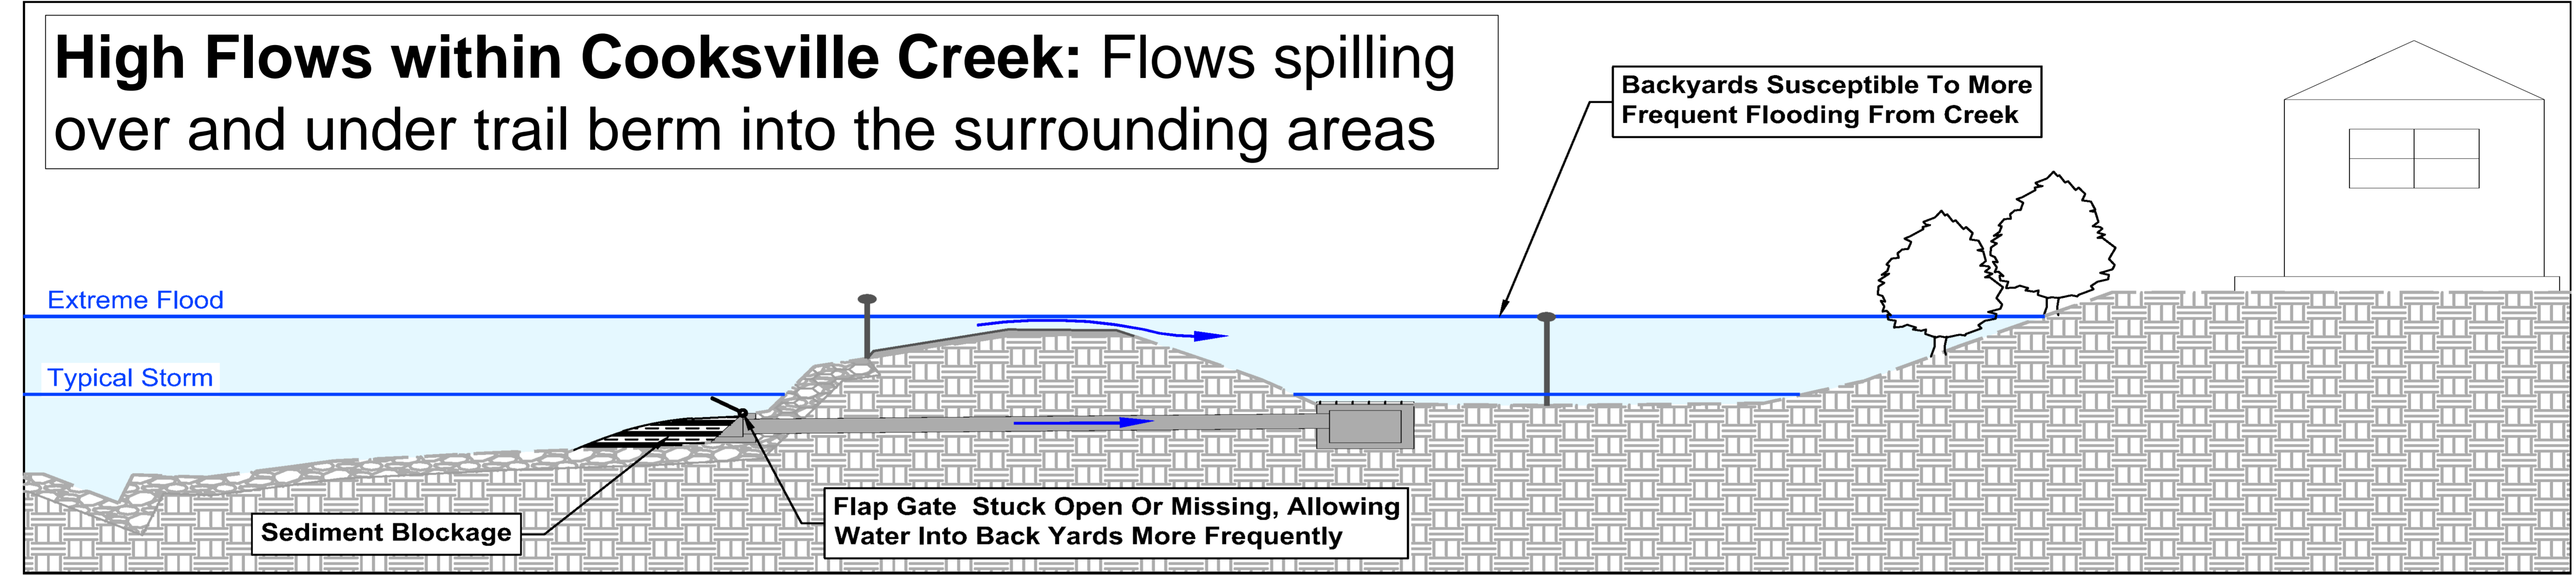 High Flows within Cooksville Creek: Flows spilling
over and under trail berm into the surrounding areas
Backyards Susceptible To More
Frequent Flooding From Creek
Extreme Flood
Typical Storm
Sediment Blockage
Flap Gate  Stuck Open Or Missing, Allowing
Water Into Back Yards More Frequently